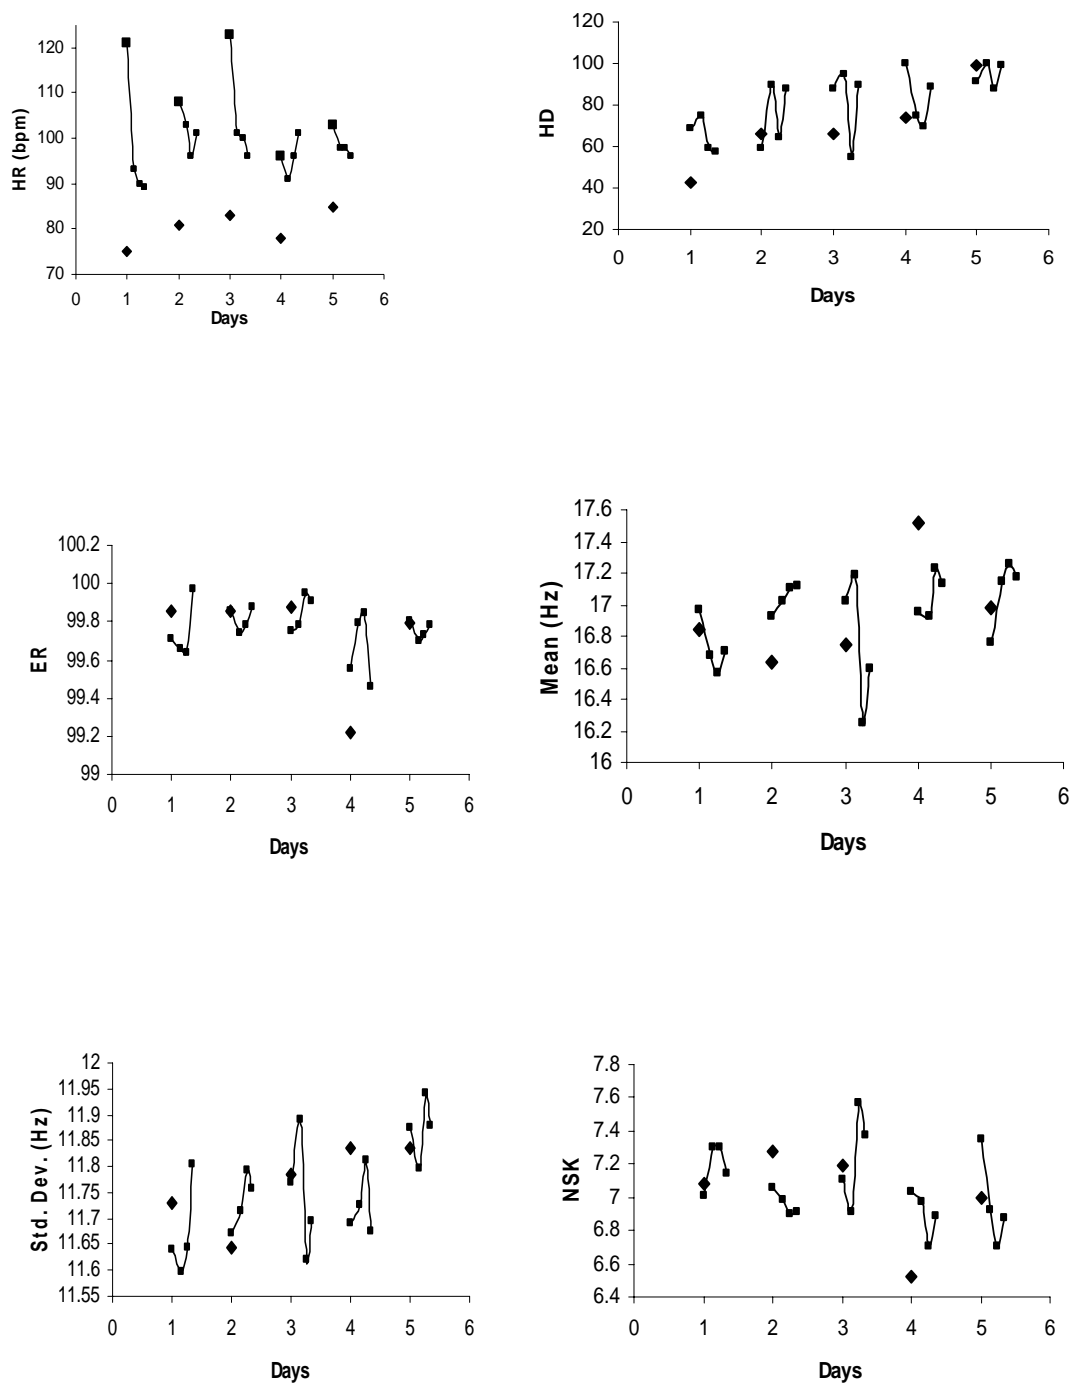 HR (bpm)
120
110
100
90
80
70
0 1 2 3 4 5 6
Days
HD
120
100
80
60
40
20
0 1 2 3 4 5 6
Days
ER
100.2
100
99.8
99.6
99.4
99.2
99
0 1 2 3 4 5 6
Days
Mean (Hz)
17.6
17.4
17.2
17
16.8
16.6
16.4
16.2
16
0 1 2 3 4 5 6
Days
Std. Dev. (Hz)
12
11.95
11.9
11.85
11.8
11.75
11.7
11.65
11.6
11.55
0 1 2 3 4 5 6
Days
NSK
7.8
7.6
7.4
7.2
7
6.8
6.6
6.4
0 1 2 3 4 5 6
Days